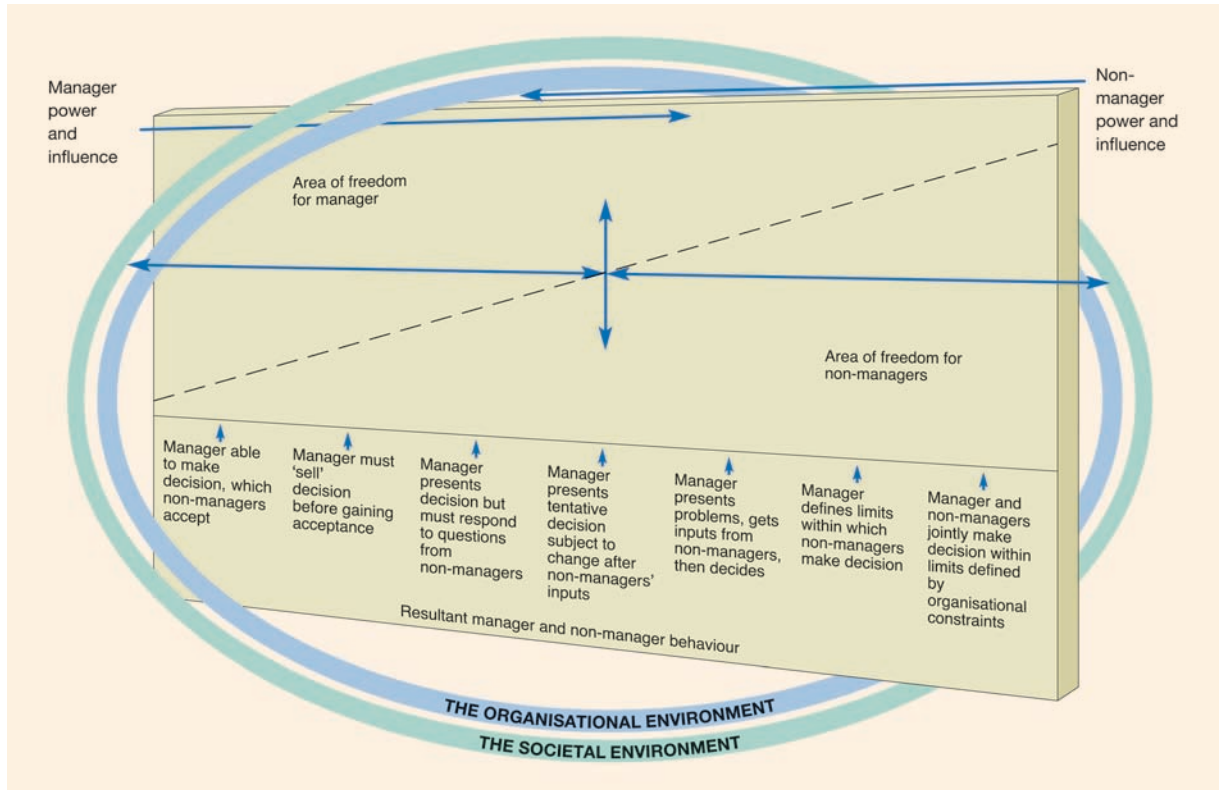 Manager
power
and
influence
Non-
manager
power and
influence
Area of freedom
for manager
Area of freedom for
non-managers
Manager able
to make
decision, which
non-managers
accept
Manager must
‘sell’
decision
before gaining
acceptance
Manager
presents
decision but
must respond
to questions
from
non-managers
Manager
presents
tentative
decision
subject to
change after
non-managers’
inputs
Manager
presents
problems, gets
inputs from
non-managers,
then decides
Manager
defines limits
within which
non-managers
make decision
Manager and
non-managers
jointly make
decision within
limits defined
by
organisational
constraints
Resultant manager and non-manager behaviour
THE ORGANISATIONAL ENVIRONMENT
THE SOCIETAL ENVIRONMENT